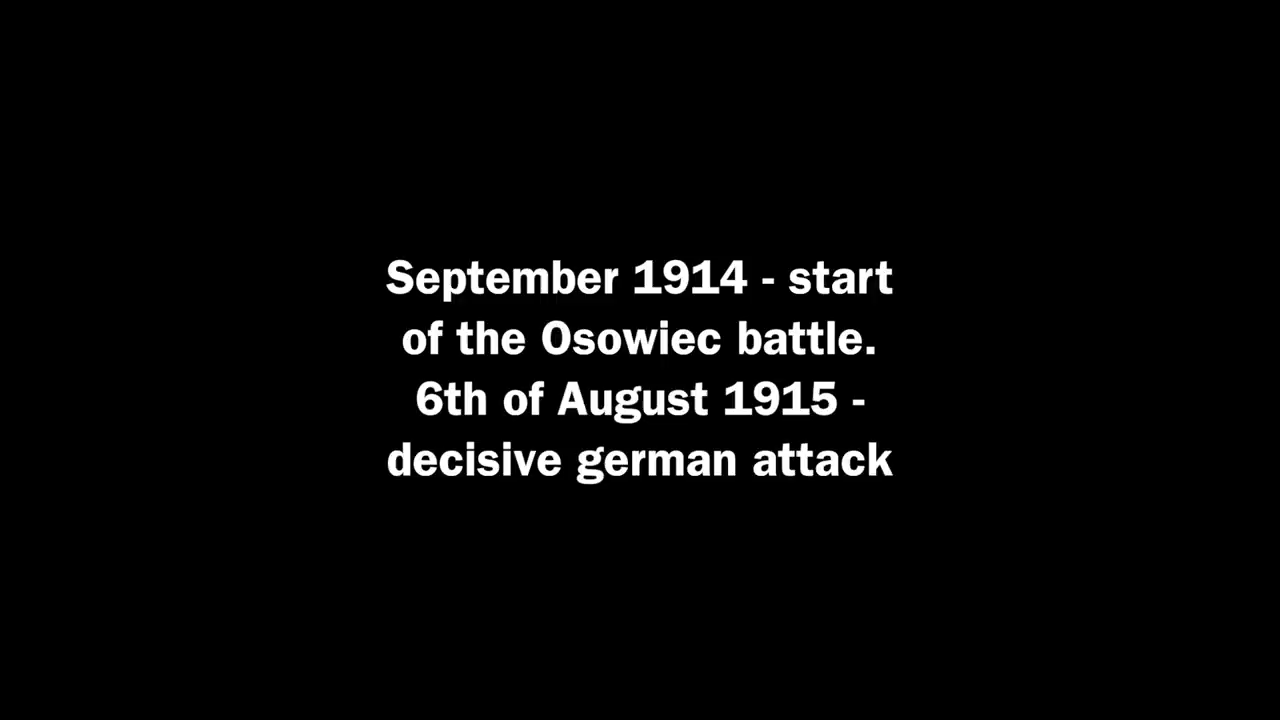 September 1914 - start
of the Osowiec battle.
6th of August 1915 -
decisive german attack